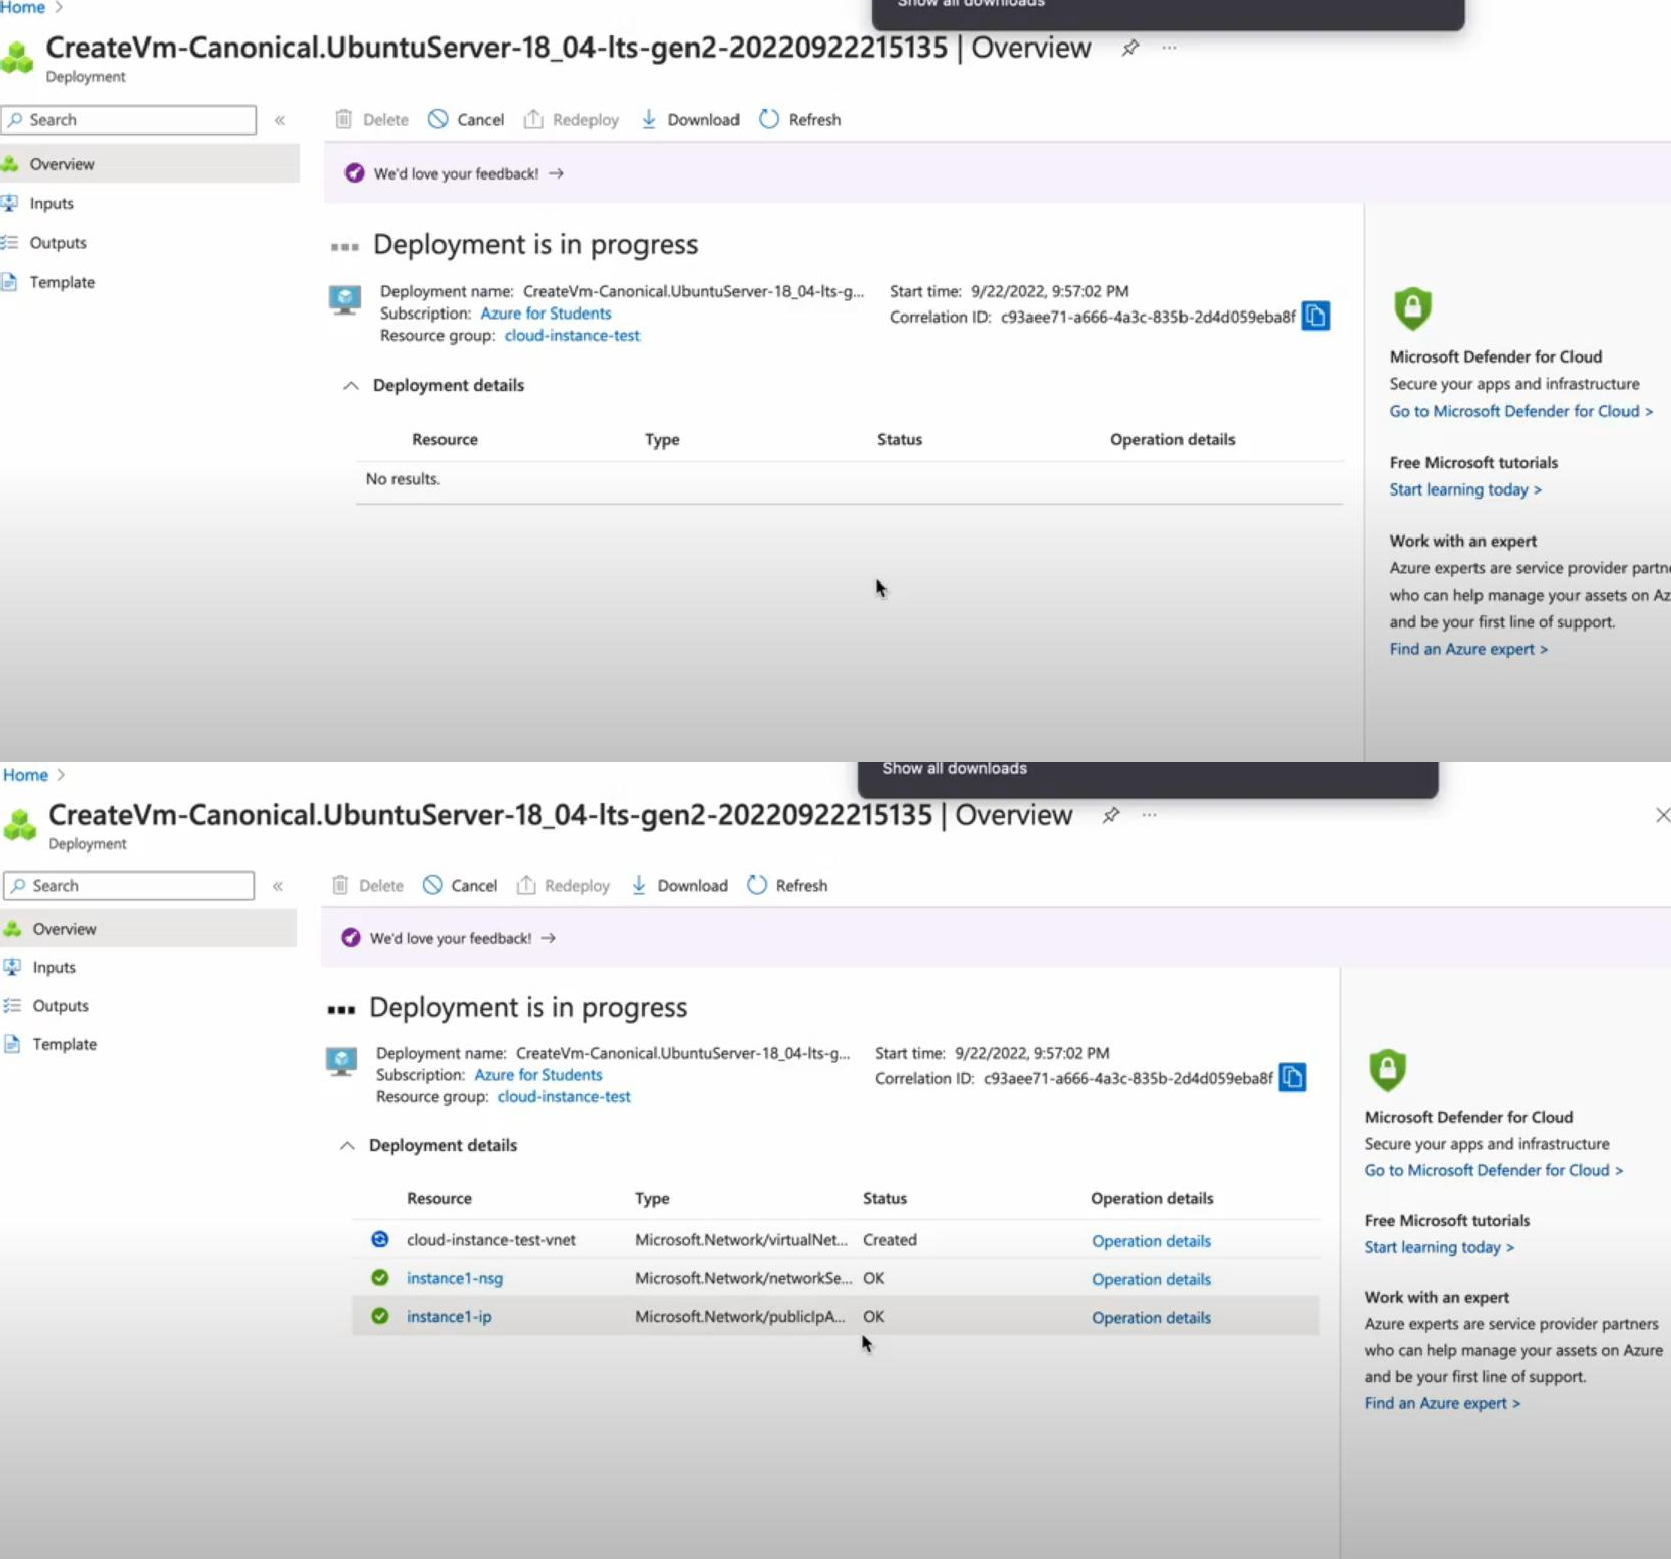 Show all downloads
Home >
CreateVm-Canonical.UbuntuServer-18_04-lts-gen2-20220922215135 | Overview ...
Deployment
Search «
Delete Cancel Redeploy Download Refresh
Overview
Inputs
Outputs
Template
We'd love your feedback! →
Deployment is in progress
Deployment name: CreateVm-Canonical.UbuntuServer-18_04-lts-g...
Subscription: Azure for Students
Resource group: cloud-instance-test
Start time: 9/22/2022, 9:57:02 PM
Correlation ID: c93aee71-a666-4a3c-835b-2d4d059eba8f
Deployment details
Resource Type Status Operation details
No results.
Microsoft Defender for Cloud
Secure your apps and infrastructure
Go to Microsoft Defender for Cloud >
Free Microsoft tutorials
Start learning today >
Work with an expert
Azure experts are service provider partne
who can help manage your assets on Az
and be your first line of support.
Find an Azure expert >
Show all downloads
Home >
CreateVm-Canonical.UbuntuServer-18_04-lts-gen2-20220922215135 | Overview ...
Deployment
Search «
Delete Cancel Redeploy Download Refresh
Overview
Inputs
Outputs
Template
We'd love your feedback! →
Deployment is in progress
Deployment name: CreateVm-Canonical.UbuntuServer-18_04-lts-g...
Subscription: Azure for Students
Resource group: cloud-instance-test
Start time: 9/22/2022, 9:57:02 PM
Correlation ID: c93aee71-a666-4a3c-835b-2d4d059eba8f
Deployment details
Resource Type Status Operation details
cloud-instance-test-vnet Microsoft.Network/virtualNet... Created Operation details
instance1-nsg Microsoft.Network/networkSe... OK Operation details
instance1-ip Microsoft.Network/publicIpA... OK Operation details
Microsoft Defender for Cloud
Secure your apps and infrastructure
Go to Microsoft Defender for Cloud >
Free Microsoft tutorials
Start learning today >
Work with an expert
Azure experts are service provider partners
who can help manage your assets on Azure
and be your first line of support.
Find an Azure expert >